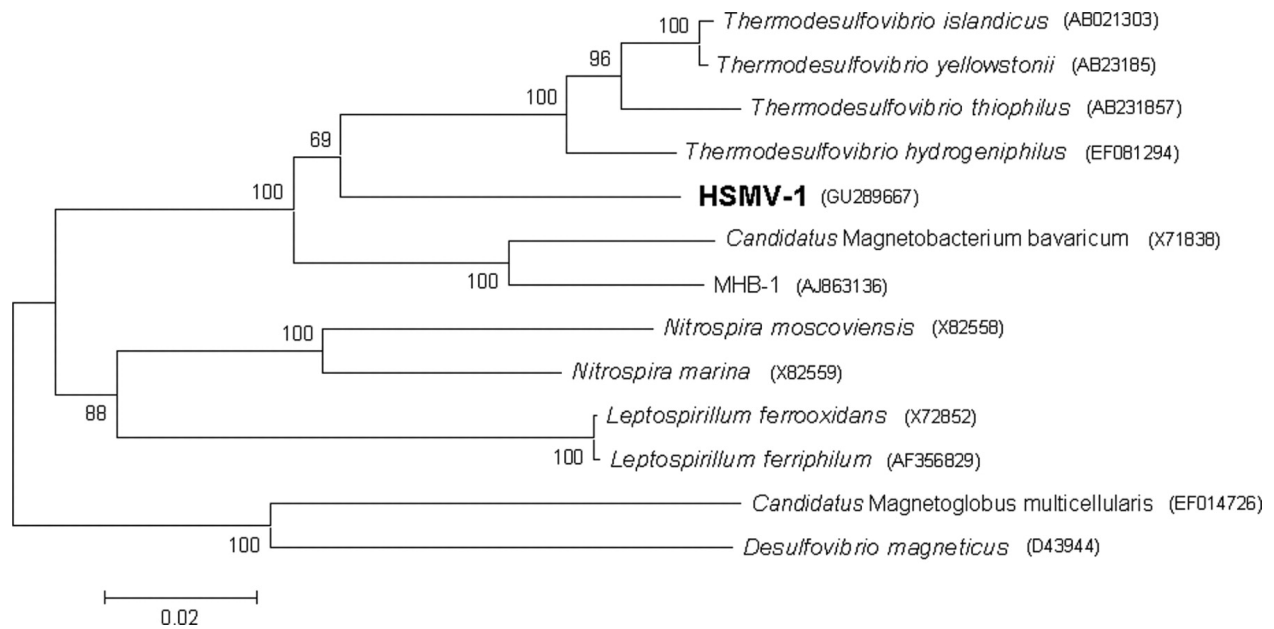 100 Thermodesulfovibrio islandicus (AB021303)
96 Thermodesulfovibrio yellowstonii (AB23185)
100 Thermodesulfovibrio thiophilus (AB231857)
69 Thermodesulfovibrio hydrogeniphilus (EF081294)
100 HSMV-1 (GU289667)
Candidatus Magnetobacterium bavaricum (X71838)
100 MHB-1 (AJ863136)
100 Nitrospira moscoviensis (X82558)
Nitrospira marina (X82559)
88 Leptospirillum ferrooxidans (X72852)
100 Leptospirillum ferriphilum (AF356829)
Candidatus Magnetoglobus multicellularis (EF014726)
100 Desulfovibrio magneticus (D43944)
0.02